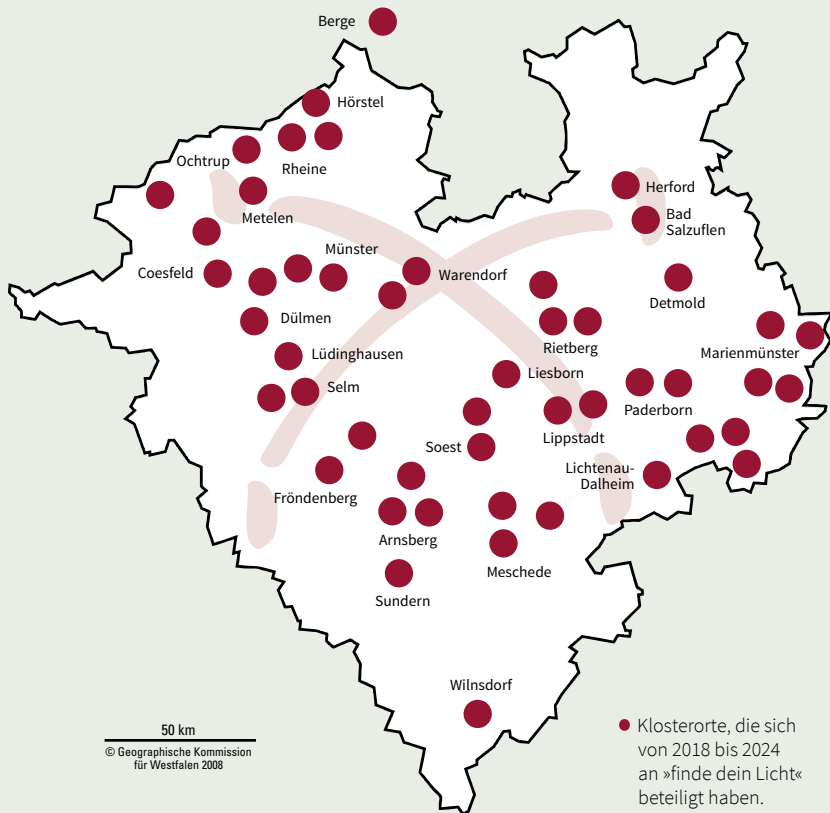 Berge
Hörstel
Ochtrup
Rheine
Herford
Metelen
Bad
Salzuflen
Münster
Coesfeld
Warendorf
Detmold
Dülmen
Rietberg
Marienmünster
Lüdinghausen
Liesborn
Selm
Paderborn
Lippstadt
Soest
Lichtenau-
Dalheim
Fröndenberg
Arnsberg
Meschede
Sundern
Wilnsdorf
50 km
© Geographische Kommission
für Westfalen 2008
Klosterorte, die sich
von 2018 bis 2024
an »finde dein Licht«
beteiligt haben.